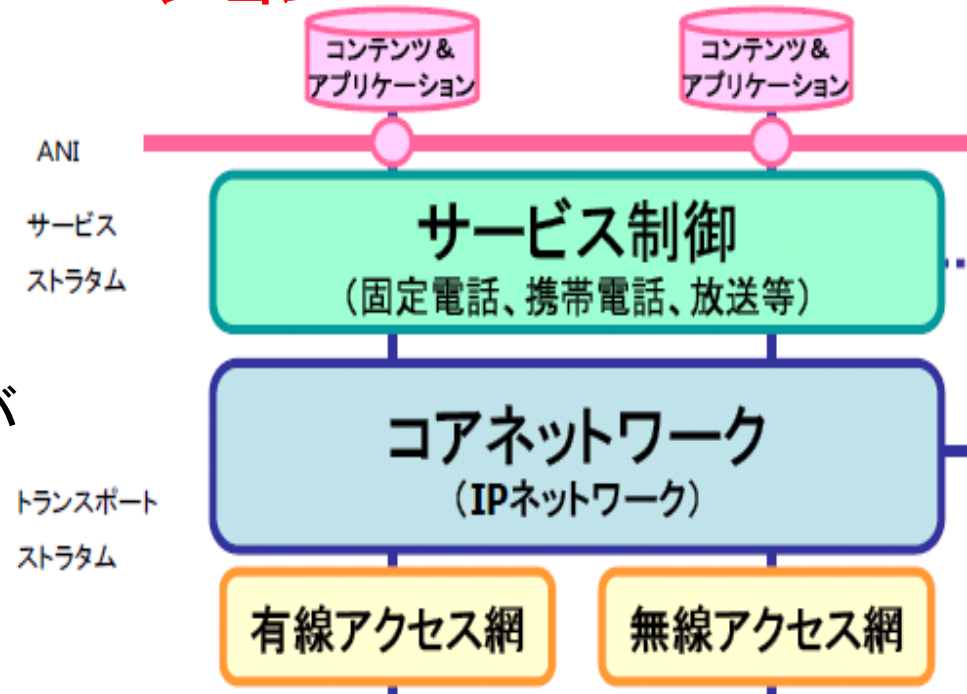 コンテンツ&
アプリケーション
コンテンツ&
アプリケーション
ANI
サービス
ストラタム
サービス制御
(固定電話、携帯電話、放送等)
バ
コアネットワーク
(IPネットワーク)
トランスポート
ストラタム
有線アクセス網
無線アクセス網